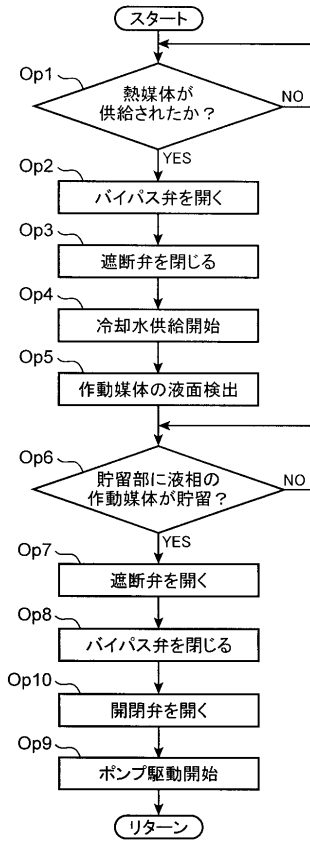 スタート
Op1
熱媒体が
供給されたか？
NO
YES
Op2
バイパス弁を開く
Op3
遮断弁を閉じる
Op4
冷却水供給開始
Op5
作動媒体の液面検出
Op6
貯留部に液相の
作動媒体が貯留？
NO
YES
Op7
遮断弁を開く
Op8
バイパス弁を閉じる
Op10
開閉弁を開く
Op9
ポンプ駆動開始
リターン